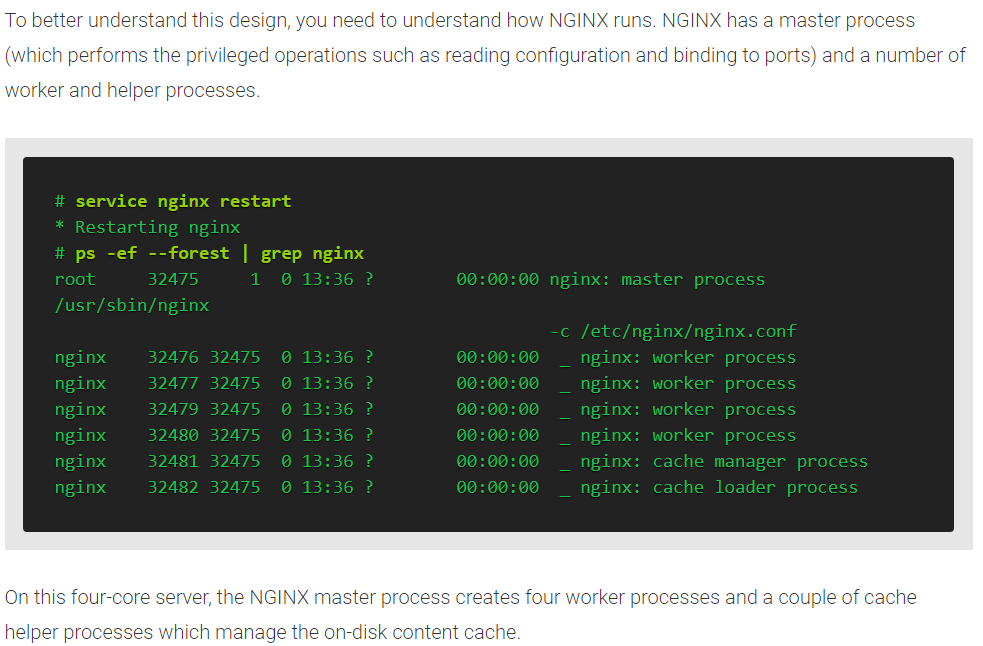 To better understand this design, you need to understand how NGINX runs. NGINX has a master process
(which performs the privileged operations such as reading configuration and binding to ports) and a number of
worker and helper processes.
# service nginx restart
* Restarting nginx
# ps -ef --forest | grep nginx
root     32475     1  0 13:36 ?        00:00:00 nginx: master process
/usr/sbin/nginx
                                                -c /etc/nginx/nginx.conf
nginx    32476 32475  0 13:36 ?        00:00:00  _ nginx: worker process
nginx    32477 32475  0 13:36 ?        00:00:00  _ nginx: worker process
nginx    32479 32475  0 13:36 ?        00:00:00  _ nginx: worker process
nginx    32480 32475  0 13:36 ?        00:00:00  _ nginx: worker process
nginx    32481 32475  0 13:36 ?        00:00:00  _ nginx: cache manager process
nginx    32482 32475  0 13:36 ?        00:00:00  _ nginx: cache loader process
On this four-core server, the NGINX master process creates four worker processes and a couple of cache
helper processes which manage the on-disk content cache.